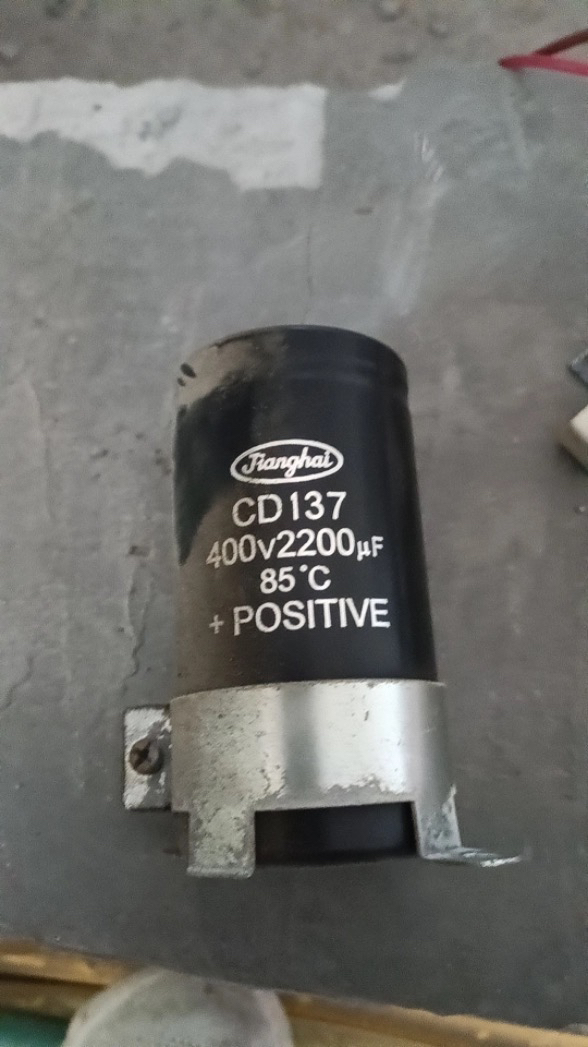 Jianghai
CD137
400V2200µF
85°C
+ POSITIVE